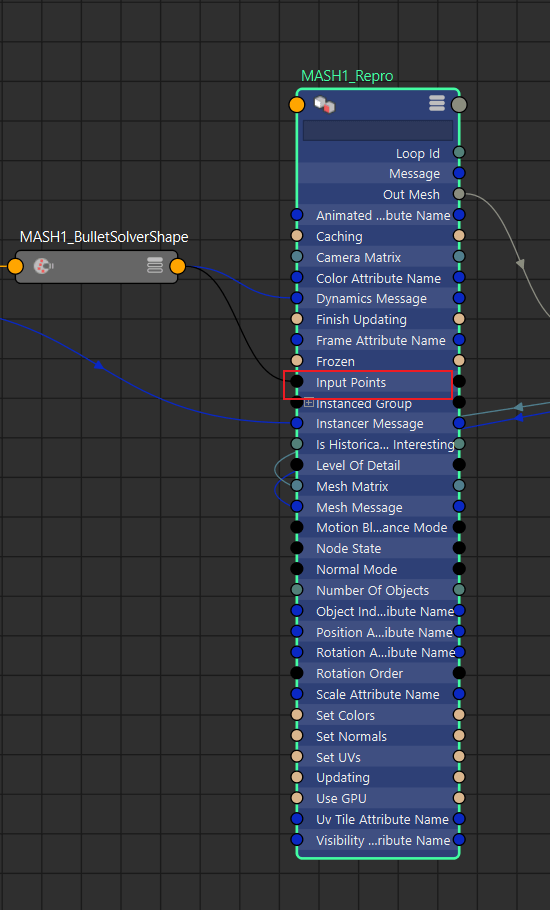 MASH1_Repro
Loop Id
Message
Out Mesh
Animated ...bute Name
MASH1_BulletSolverShape
Caching
Camera Matrix
Color Attribute Name
Dynamics Message
Finish Updating
Frame Attribute Name
Frozen
Input Points
Instanced Group
Instancer Message
Is Historica... Interesting
Level Of Detail
Mesh Matrix
Mesh Message
Motion Bl...ance Mode
Node State
Normal Mode
Number Of Objects
Object Ind...ibute Name
Position A...ibute Name
Rotation A...ibute Name
Rotation Order
Scale Attribute Name
Set Colors
Set Normals
Set UVs
Updating
Use GPU
Uv Tile Attribute Name
Visibility ...ribute Name